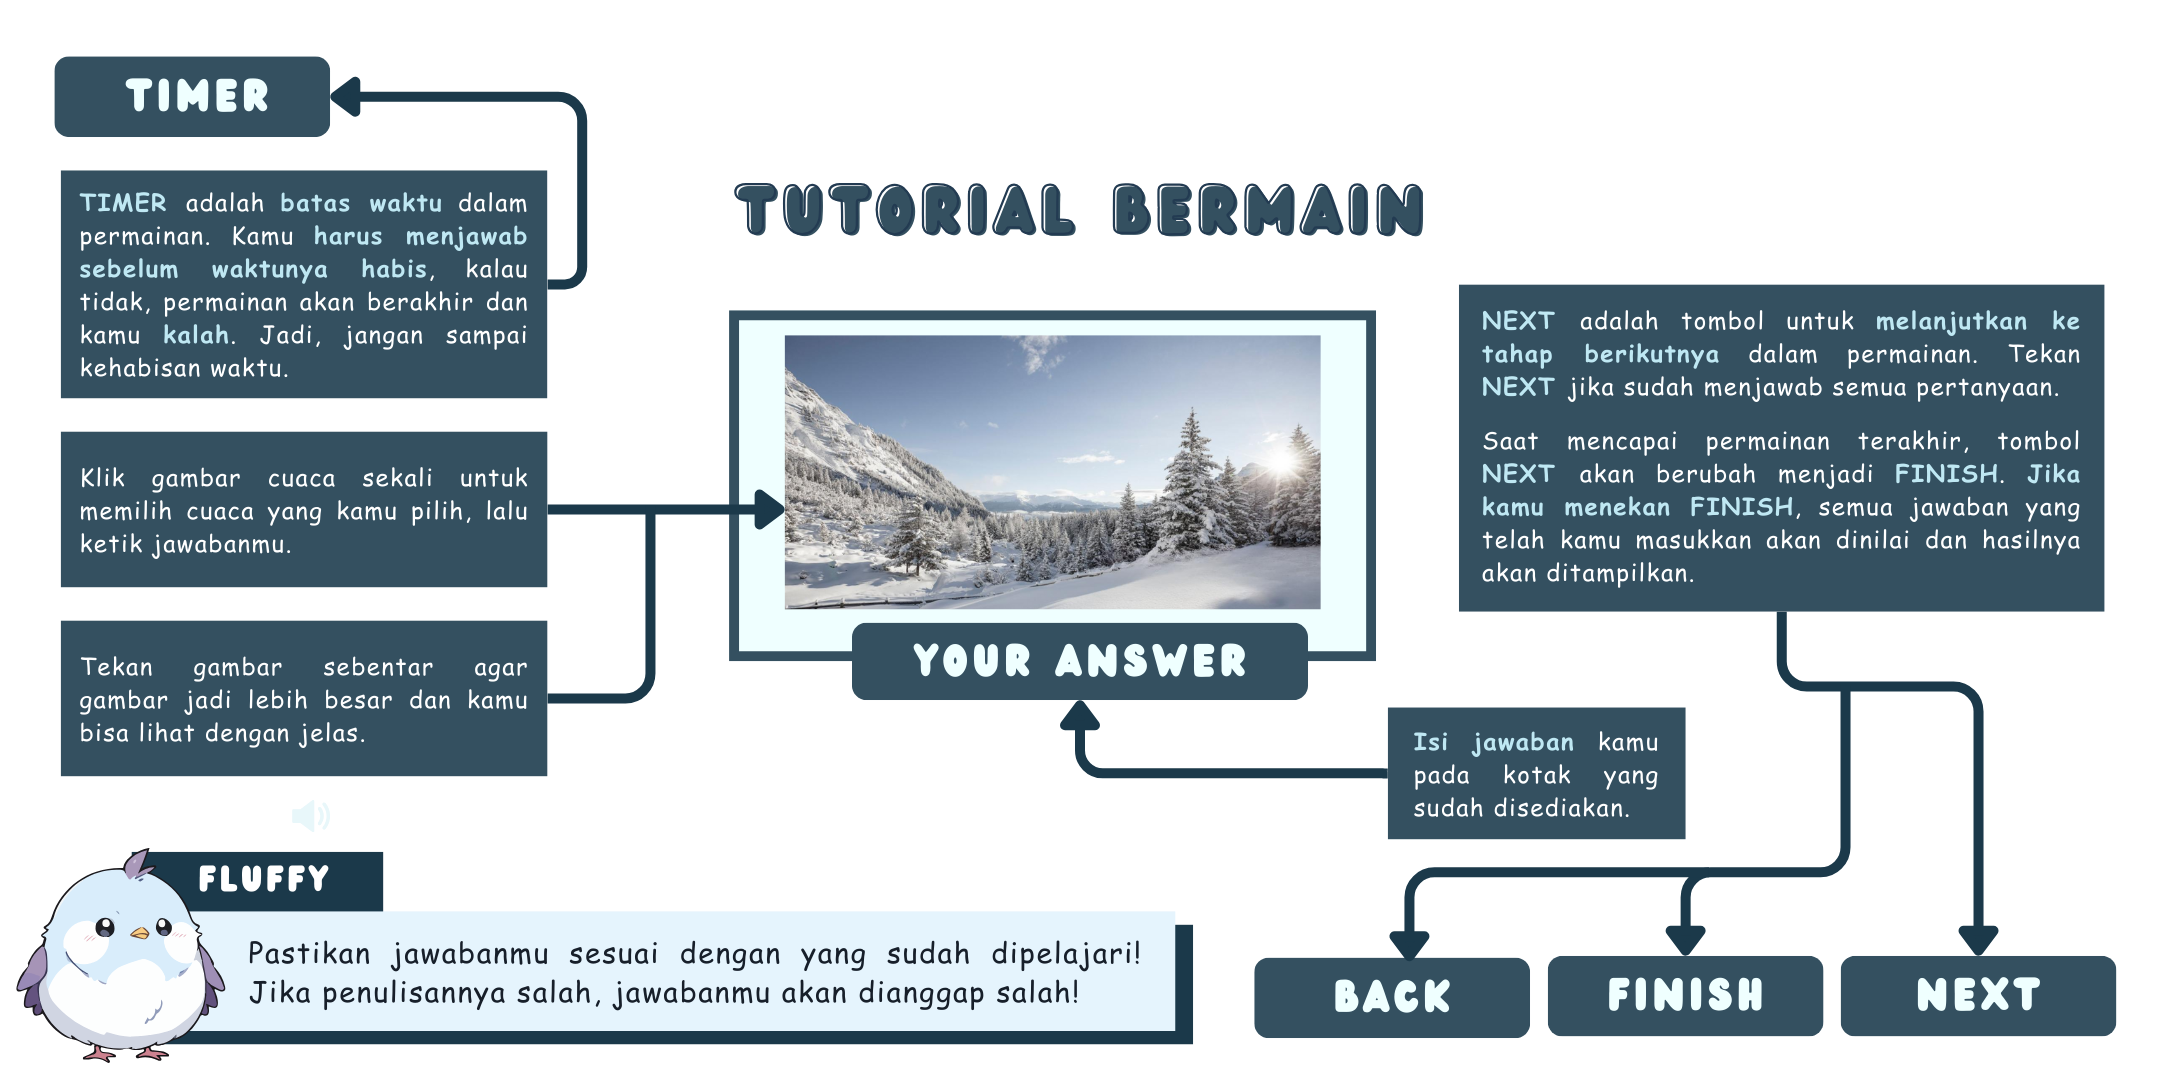 TIMER
TIMER adalah batas waktu dalam
permainan. Kamu harus menjawab
sebelum waktunya habis, kalau
tidak, permainan akan berakhir dan
kamu kalah. Jadi, jangan sampai
kehabisan waktu.
Klik gambar cuaca sekali untuk
memilih cuaca yang kamu pilih, lalu
ketik jawabanmu.
Tekan gambar sebentar agar
gambar jadi lebih besar dan kamu
bisa lihat dengan jelas.
TUTORIAL BERMAIN
YOUR ANSWER
NEXT adalah tombol untuk melanjutkan ke
tahap berikutnya dalam permainan. Tekan
NEXT jika sudah menjawab semua pertanyaan.
Saat mencapai permainan terakhir, tombol
NEXT akan berubah menjadi FINISH. Jika
kamu menekan FINISH, semua jawaban yang
telah kamu masukkan akan dinilai dan hasilnya
akan ditampilkan.
Isi jawaban kamu
pada kotak yang
sudah disediakan.
FLUFFY
Pastikan jawabanmu sesuai dengan yang sudah dipelajari!
Jika penulisannya salah, jawabanmu akan dianggap salah!
BACK
FINISH
NEXT